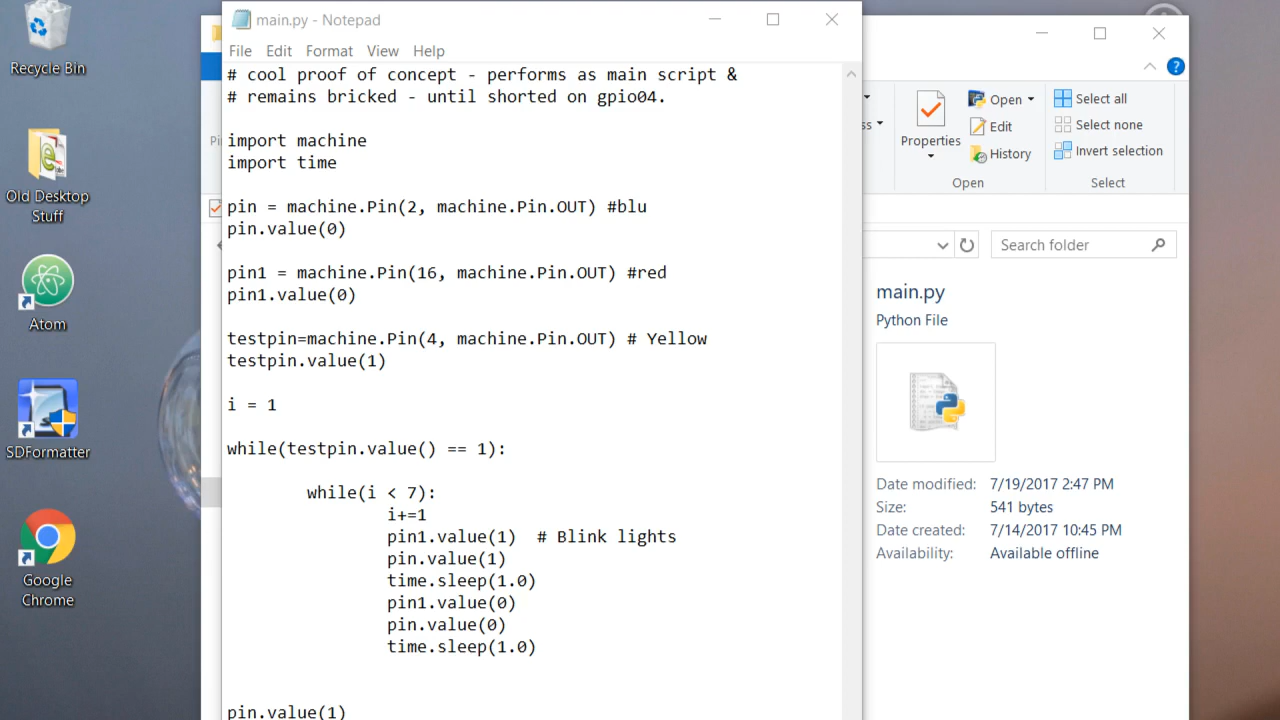 main.py - Notepad
File Edit Format View Help
# cool proof of concept - performs as main script &
# remains bricked - until shorted on gpio04.
import machine
import time
pin = machine.Pin(2, machine.Pin.OUT) #blu
pin.value(0)
pin1 = machine.Pin(16, machine.Pin.OUT) #red
pin1.value(0)
testpin=machine.Pin(4, machine.Pin.OUT) # Yellow
testpin.value(1)
i = 1
while(testpin.value() == 1):
while(i < 7):
i+=1
pin1.value(1) # Blink lights
pin.value(1)
time.sleep(1.0)
pin1.value(0)
pin.value(0)
time.sleep(1.0)
pin.value(1)
Recycle Bin
Old Desktop
Stuff
Atom
SDFormatter
Google
Chrome
Properties
Open
Edit
History
Open
Select all
Select none
Invert selection
Select
Search folder
main.py
Python File
Date modified: 7/19/2017 2:47 PM
Size: 541 bytes
Date created: 7/14/2017 10:45 PM
Availability: Available offline